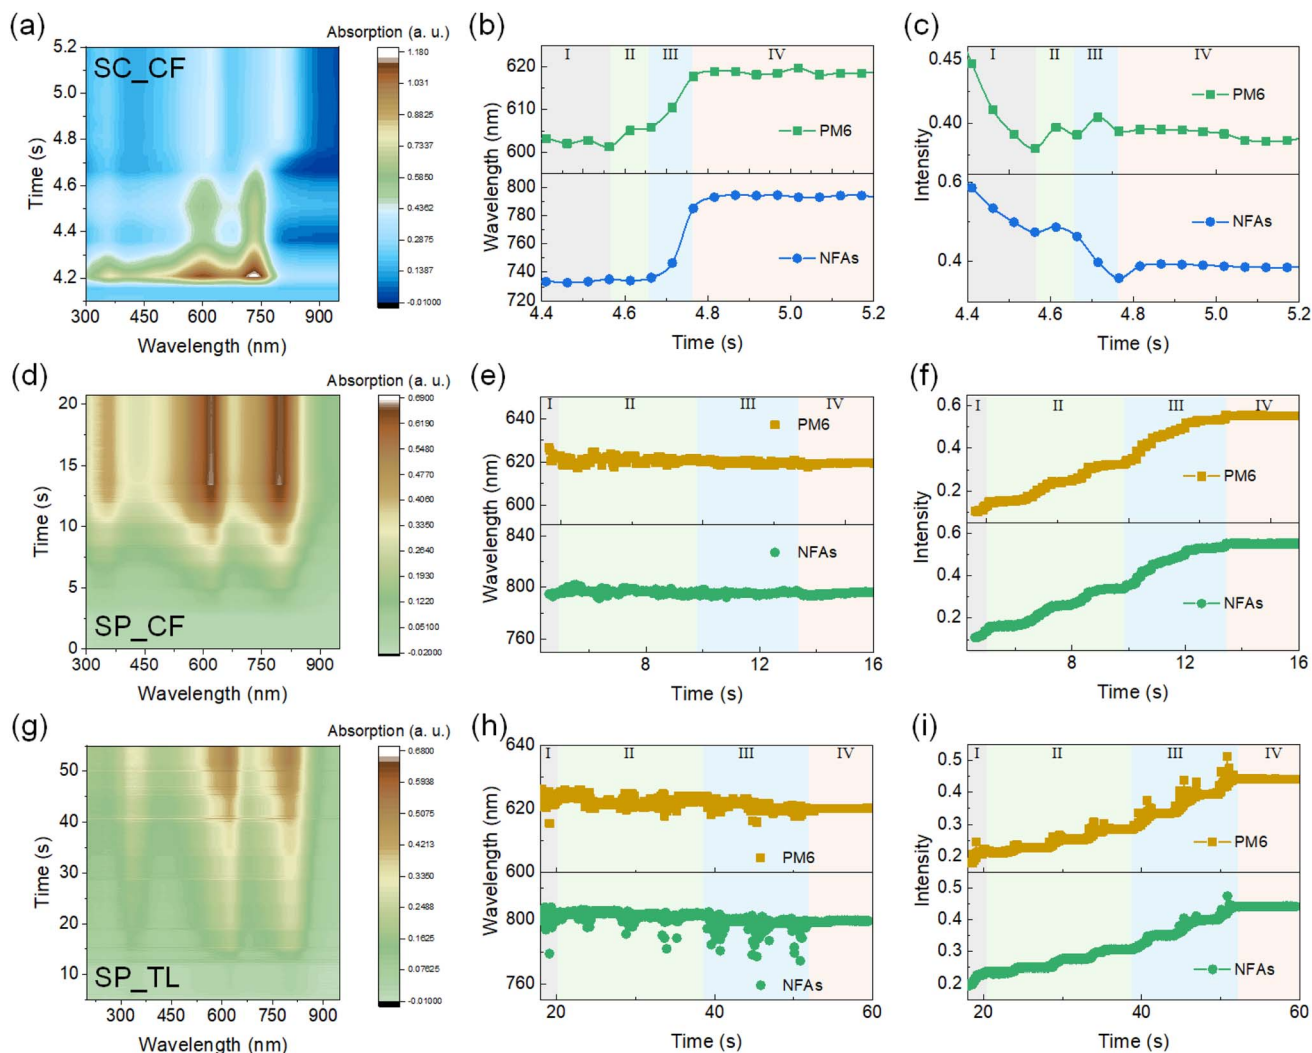 (a)
Absorption (a. u.)
SC_CF
5.2
5.0
4.8
4.6
4.4
4.2
Time (s)
300 450 600 750 900
Wavelength (nm)
1.180
1.031
0.8825
0.7337
0.5850
0.4362
0.2875
0.1387
-0.01000
(b)
I II III IV
620
610
600
PM6
800
780
760
740
720
NFAs
Wavelength (nm)
Wavelength (nm)
4.4 4.6 4.8 5.0 5.2
Time (s)
(c)
I II III IV
0.45
0.40
PM6
0.6
0.4
NFAs
Intensity
Intensity
4.4 4.6 4.8 5.0 5.2
Time (s)
(d)
Absorption (a. u.)
20
15
10
5
0
Time (s)
SP_CF
300 450 600 750 900
Wavelength (nm)
0.6900
0.5480
0.4770
0.4060
0.3350
0.2640
0.1930
0.1220
0.05100
-0.02000
(e)
I II III IV
640
620
600
PM6
840
800
760
NFAs
Wavelength (nm)
Wavelength (nm)
8 12 16
Time (s)
(f)
I II III IV
0.6
0.4
0.2
PM6
0.6
0.4
0.2
NFAs
Intensity
Intensity
8 12 16
Time (s)
(g)
Absorption (a. u.)
50
40
30
20
10
Time (s)
SP_TL
300 450 600 750 900
Wavelength (nm)
0.6800
0.5938
0.5075
0.4213
0.3350
0.2487
0.1625
0.07625
-0.01000
(h)
I II III IV
640
620
600
PM6
800
760
NFAs
Wavelength (nm)
Wavelength (nm)
20 40 60
Time (s)
(i)
I II III IV
0.5
0.4
0.3
0.2
PM6
0.5
0.4
0.3
0.2
NFAs
Intensity
Intensity
20 30 40 50 60
Time (s)